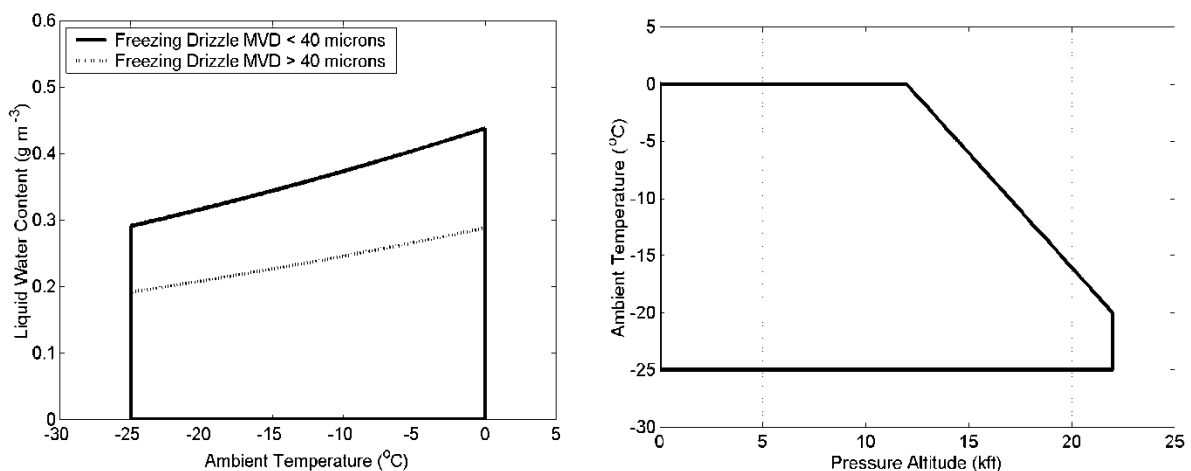 0.6
0.5
0.4
0.3
0.2
0.1
0
Liquid Water Content (g m⁻³)
Freezing Drizzle MVD < 40 microns
Freezing Drizzle MVD > 40 microns
-30 -25 -20 -15 -10 -5 0 5
Ambient Temperature (°C)
5
0
-5
-10
-15
-20
-25
-30
Ambient Temperature (°C)
0 5 10 15 20 25
Pressure Altitude (kft)